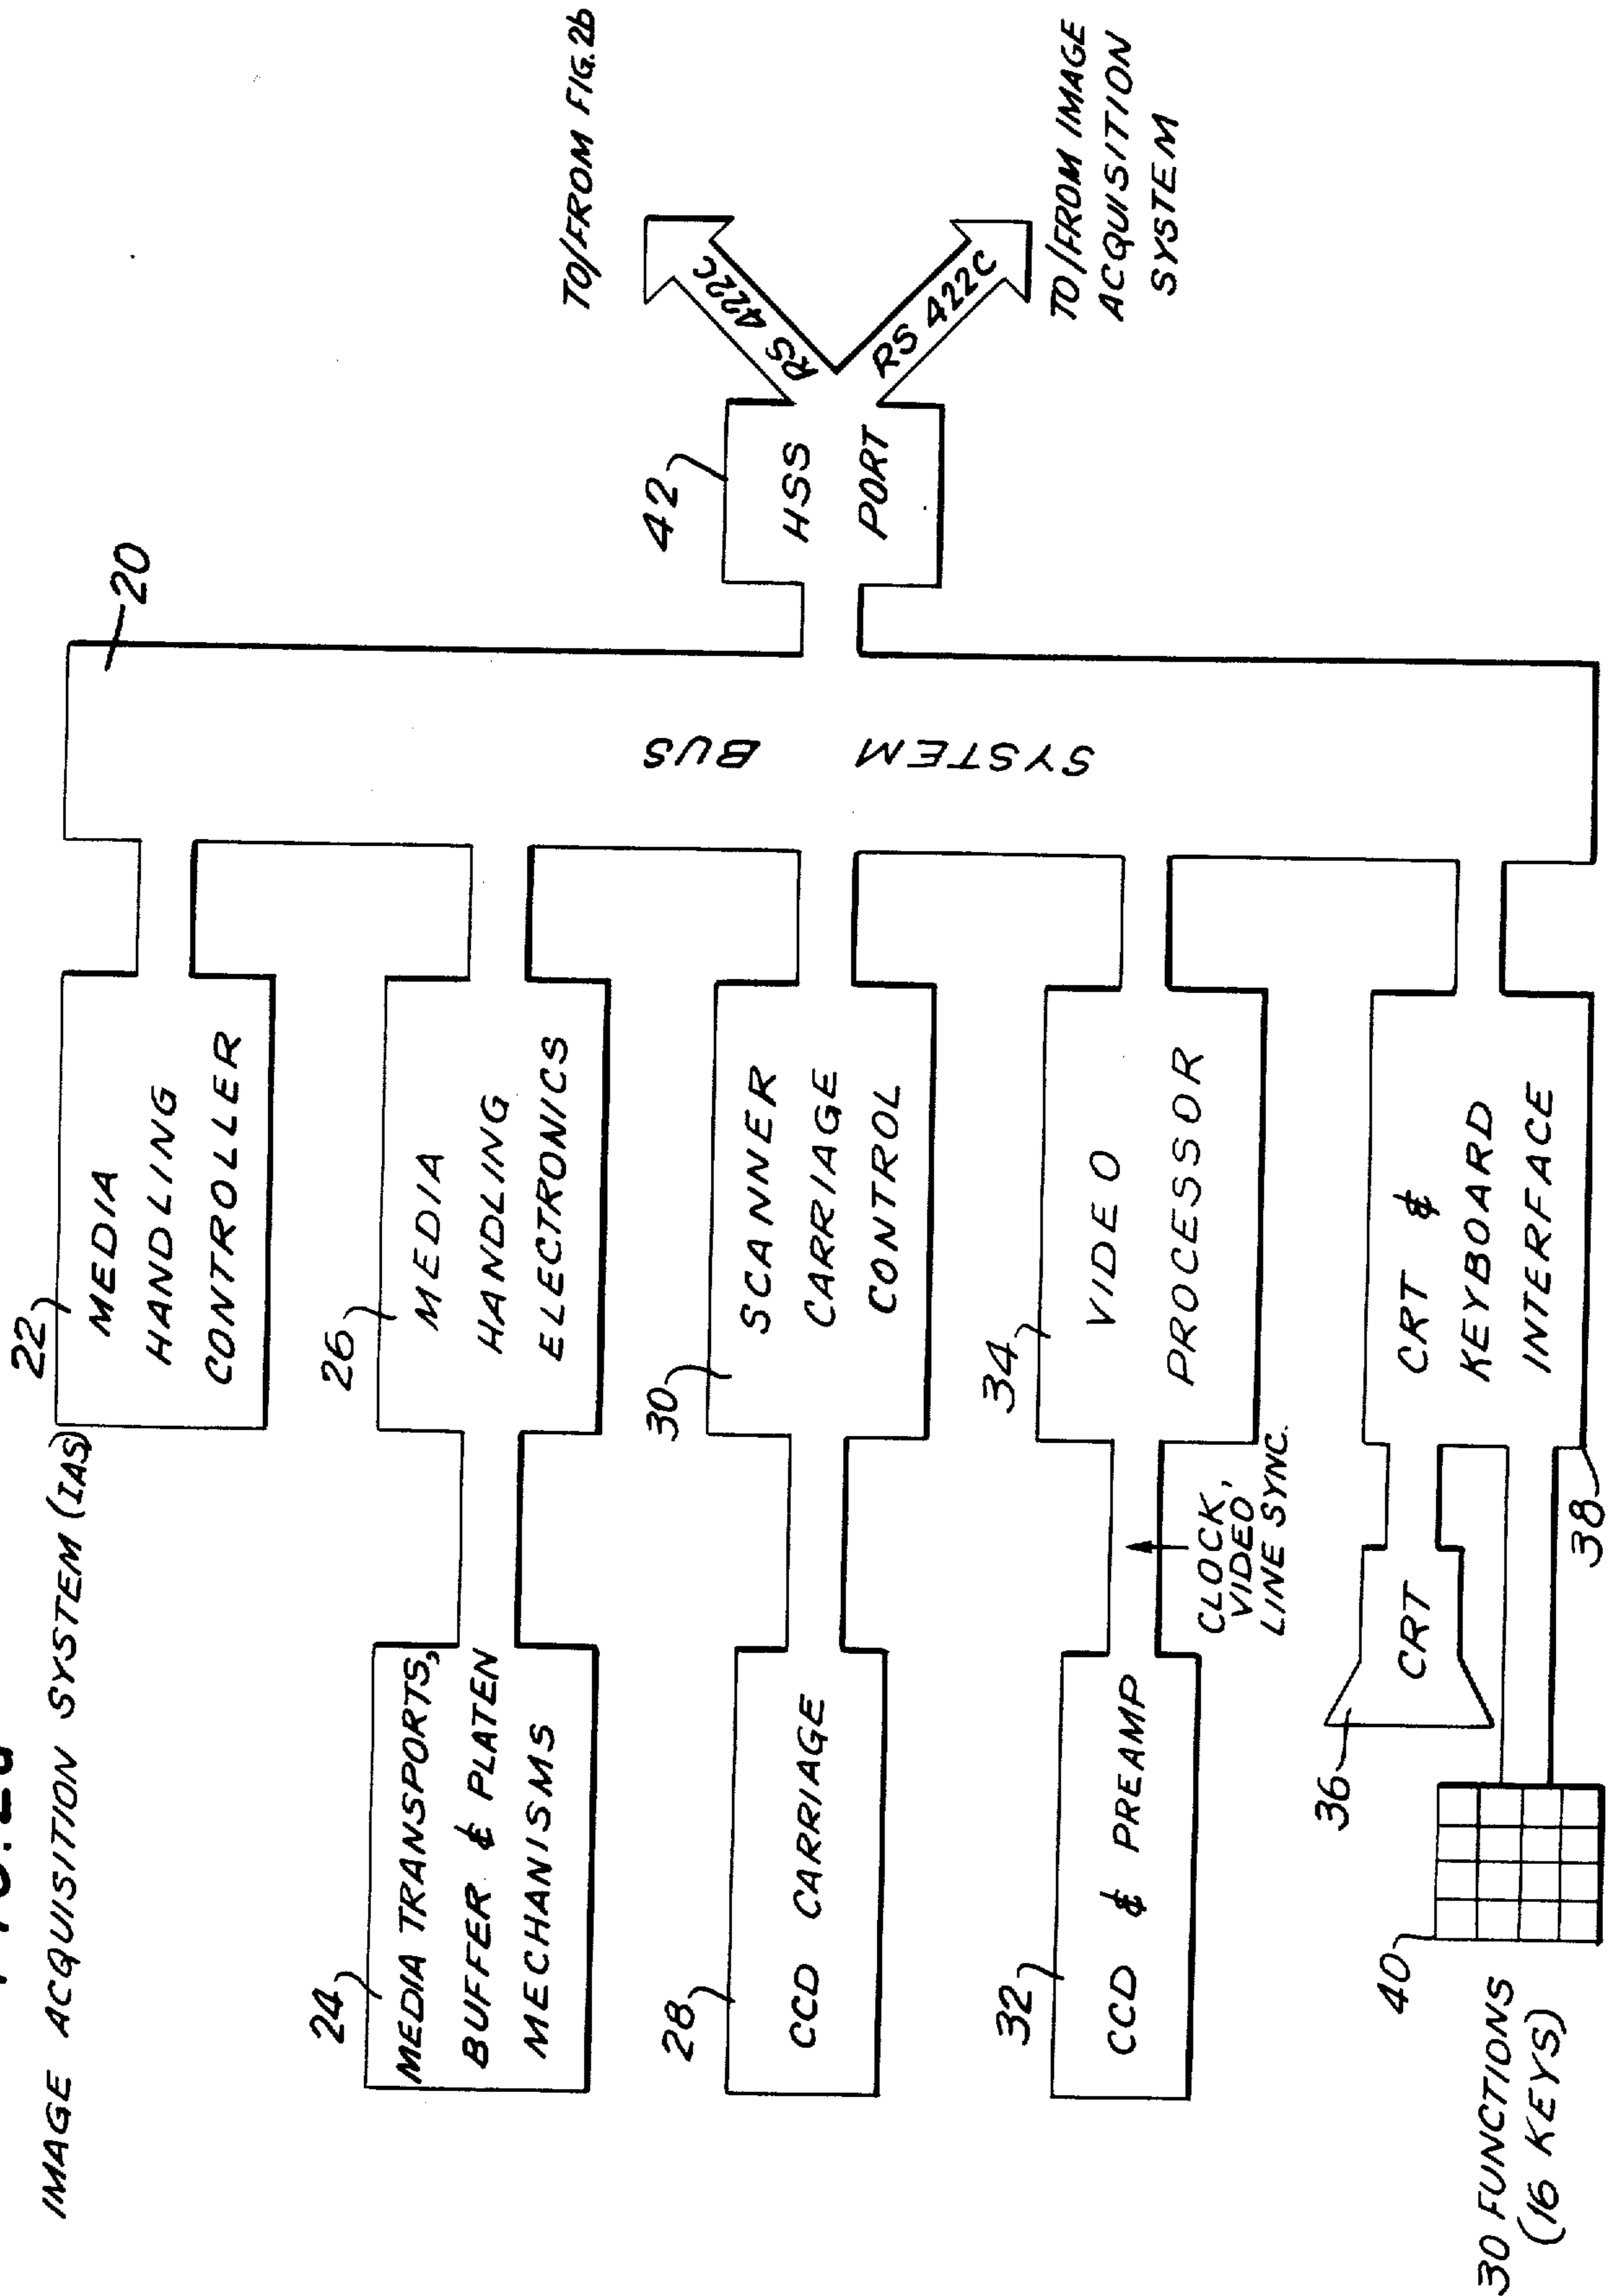 FIG. 2a
IMAGE ACQUISITION SYSTEM (IAS)
22
MEDIA
HANDLING
CONTROLLER
20
24
MEDIA TRANSPORTS,
BUFFER & PLATEN
MECHANISMS
26
MEDIA
HANDLING
ELECTRONICS
28
CCD CARRIAGE
30
SCANNER
CARRIAGE
CONTROL
SYSTEM BUS
42
HSS
PORT
RS 422C
TO/FROM FIG. 2b
RS 422C
TO/FROM IMAGE
ACQUISITION
SYSTEM
32
CCD & PREAMP
CLOCK,
VIDEO,
LINE SYNC.
34
VIDEO
PROCESSOR
36
CRT
38
CRT &
KEYBOARD
INTERFACE
40
30 FUNCTIONS
(16 KEYS)